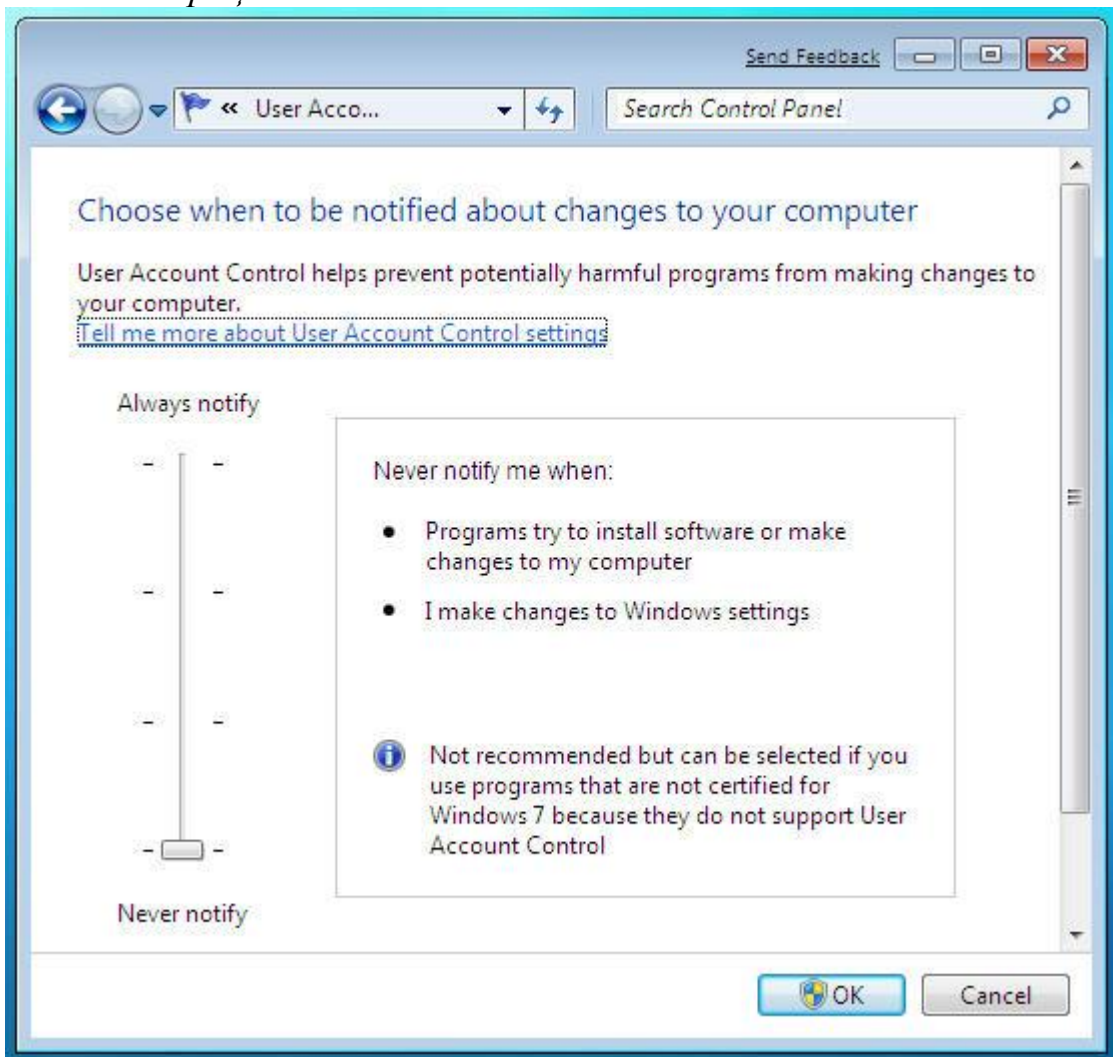 Send Feedback
« User Acco...
Search Control Panel
Choose when to be notified about changes to your computer
User Account Control helps prevent potentially harmful programs from making changes to
your computer.
Tell me more about User Account Control settings
Always notify
Never notify me when:
• Programs try to install software or make
changes to my computer
• I make changes to Windows settings
Not recommended but can be selected if you
use programs that are not certified for
Windows 7 because they do not support User
Account Control
Never notify
OK
Cancel